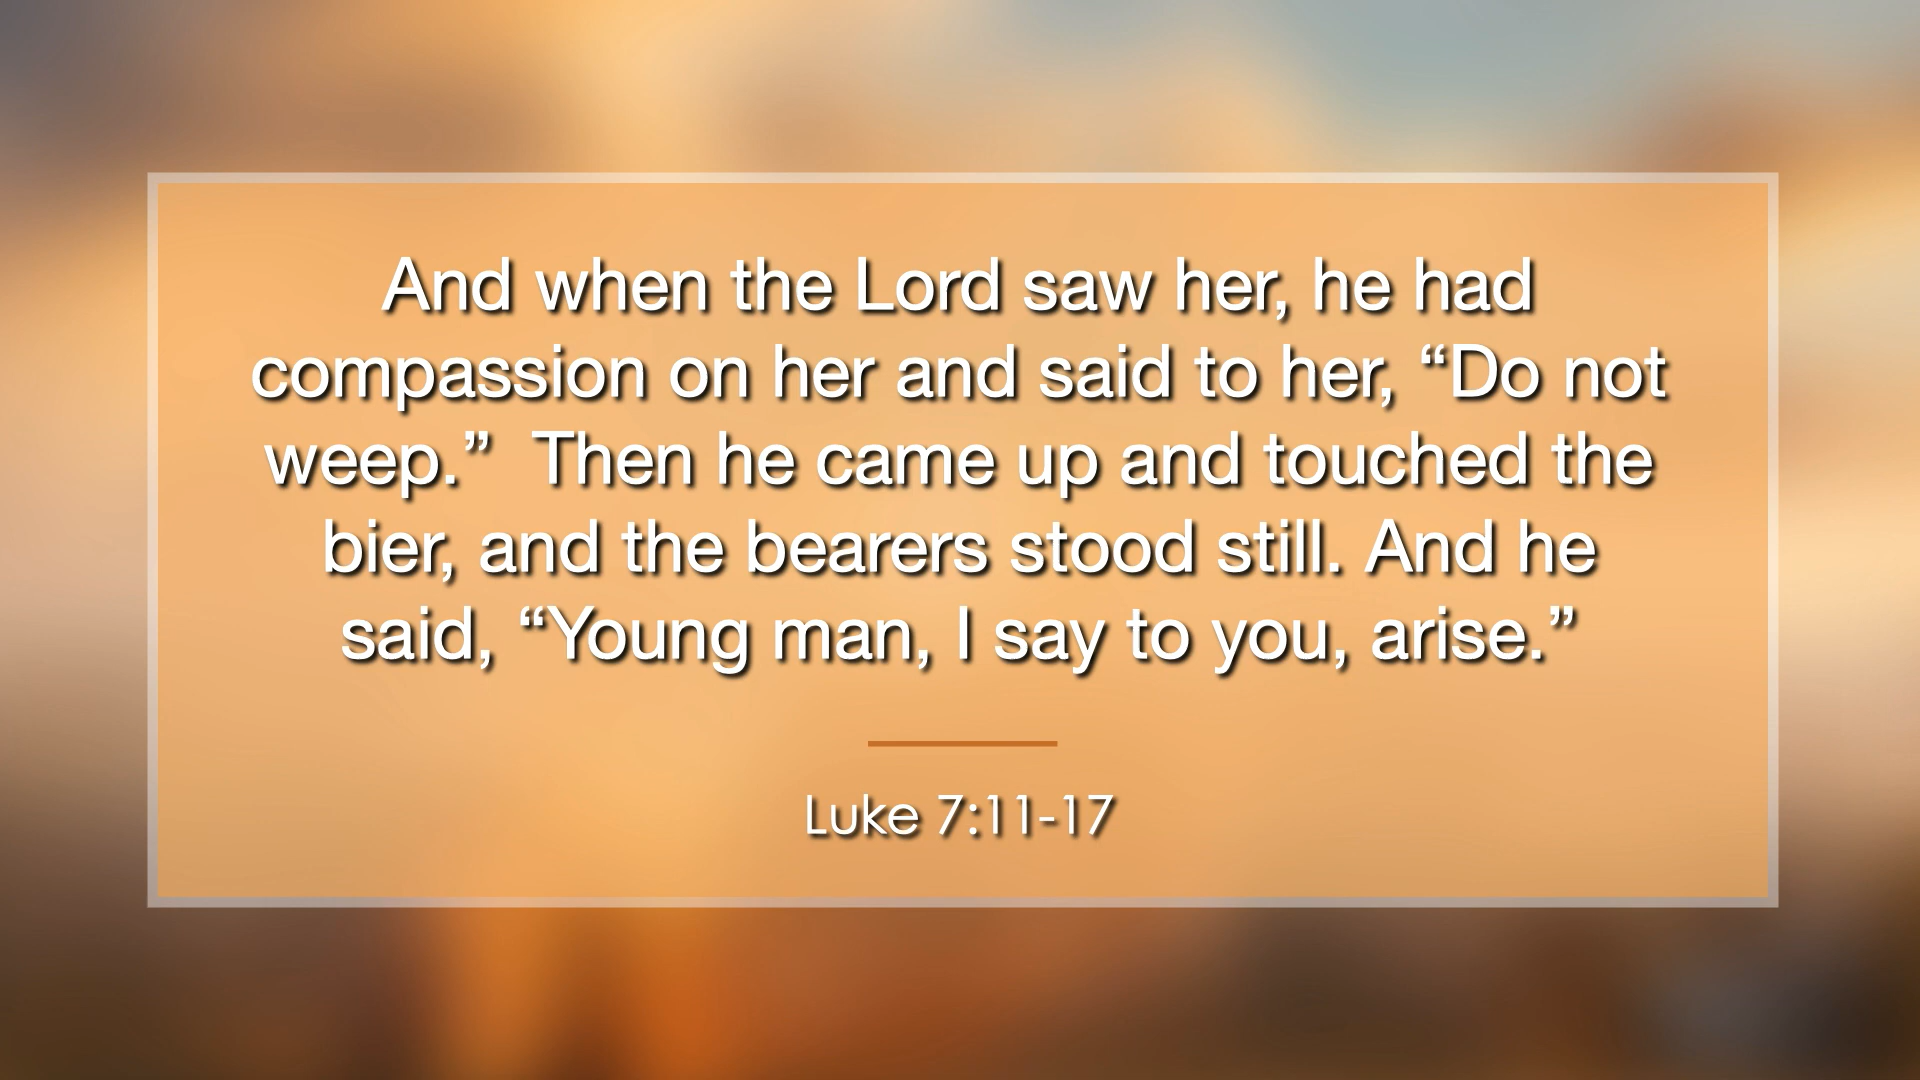 And when the Lord saw her, he had
compassion on her and said to her, “Do not
weep.”  Then he came up and touched the
bier, and the bearers stood still. And he
said, “Young man, I say to you, arise.”
Luke 7:11-17